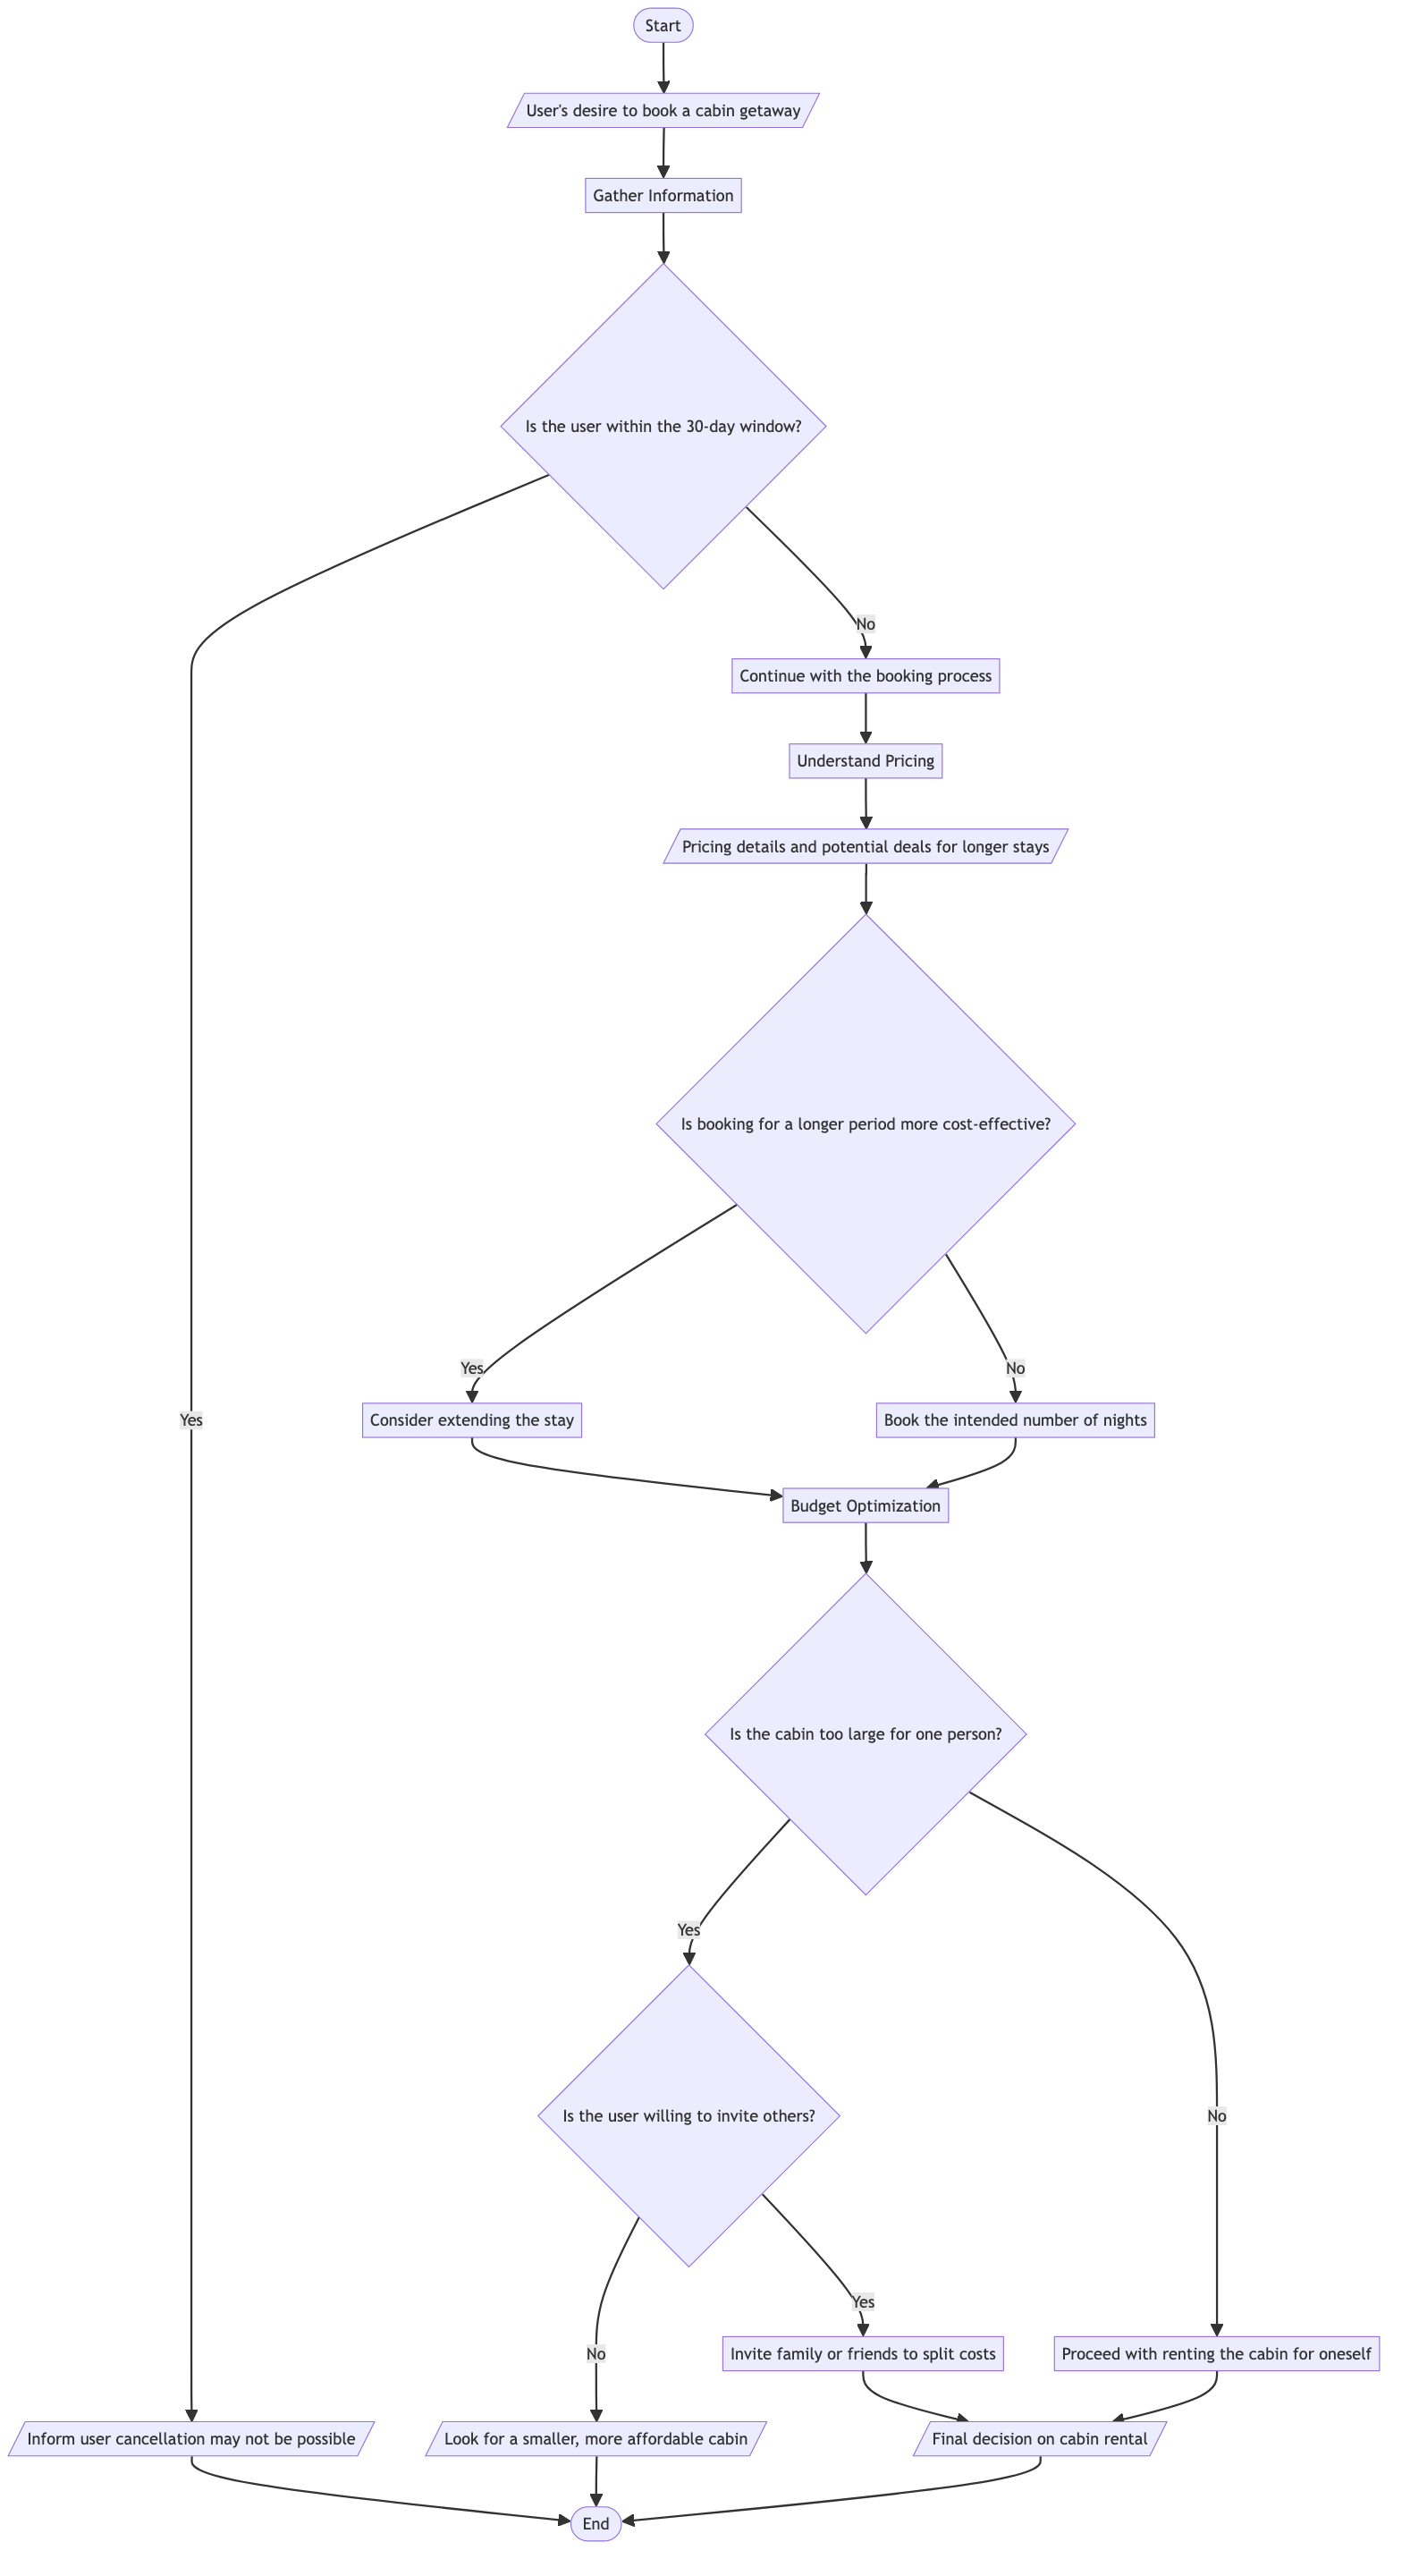 Start
User's desire to book a cabin getaway
Gather Information
Is the user within the 30-day window?
No
Continue with the booking process
Understand Pricing
Pricing details and potential deals for longer stays
Is booking for a longer period more cost-effective?
Yes
No
Yes
Consider extending the stay
Book the intended number of nights
Budget Optimization
Is the cabin too large for one person?
Yes
Is the user willing to invite others?
No
Yes
No
Invite family or friends to split costs
Proceed with renting the cabin for oneself
Inform user cancellation may not be possible
Look for a smaller, more affordable cabin
Final decision on cabin rental
End